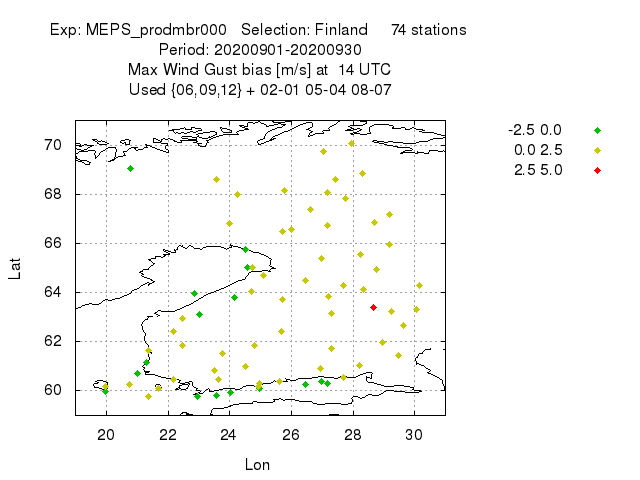 Exp: MEPS_prodmbr000 Selection: Finland 74 stations
Period: 20200901-20200930
Max Wind Gust bias [m/s] at 14 UTC
Used {06,09,12} + 02-01 05-04 08-07
-2.5 0.0
0.0 2.5
2.5 5.0
70
68
66
64
62
60
Lat
20 22 24 26 28 30
Lon